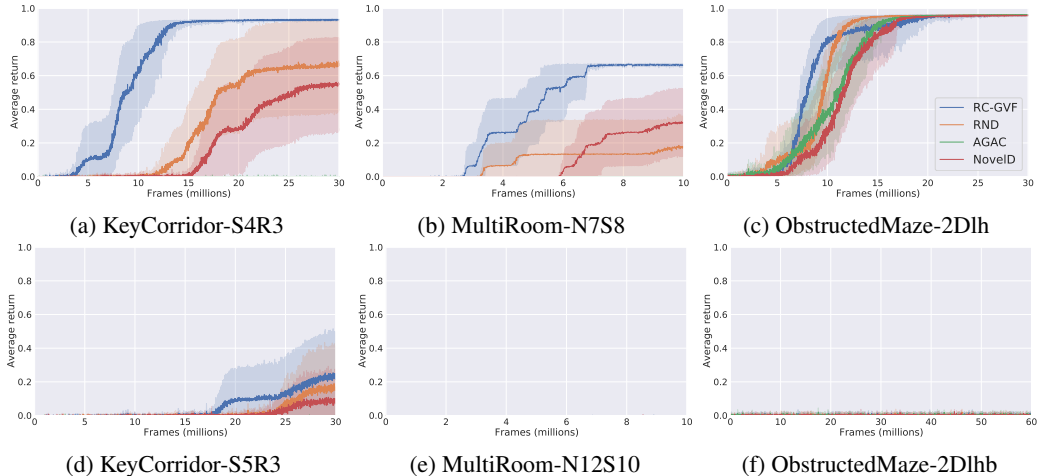 1.0
0.8
0.6
0.4
0.2
0.0
Average return
0 5 10 15 20 25 30
Frames (millions)
(a) KeyCorridor-S4R3
1.0
0.8
0.6
0.4
0.2
0.0
Average return
0 2 4 6 8 10
Frames (millions)
(b) MultiRoom-N7S8
1.0
0.8
0.6
0.4
0.2
0.0
Average return
RC-GVF
RND
AGAC
NovelD
0 5 10 15 20 25 30
Frames (millions)
(c) ObstructedMaze-2Dlh
1.0
0.8
0.6
0.4
0.2
0.0
Average return
0 5 10 15 20 25 30
Frames (millions)
(d) KeyCorridor-S5R3
1.0
0.8
0.6
0.4
0.2
0.0
Average return
0 2 4 6 8 10
Frames (millions)
(e) MultiRoom-N12S10
1.0
0.8
0.6
0.4
0.2
0.0
Average return
0 10 20 30 40 50 60
Frames (millions)
(f) ObstructedMaze-2Dlhb